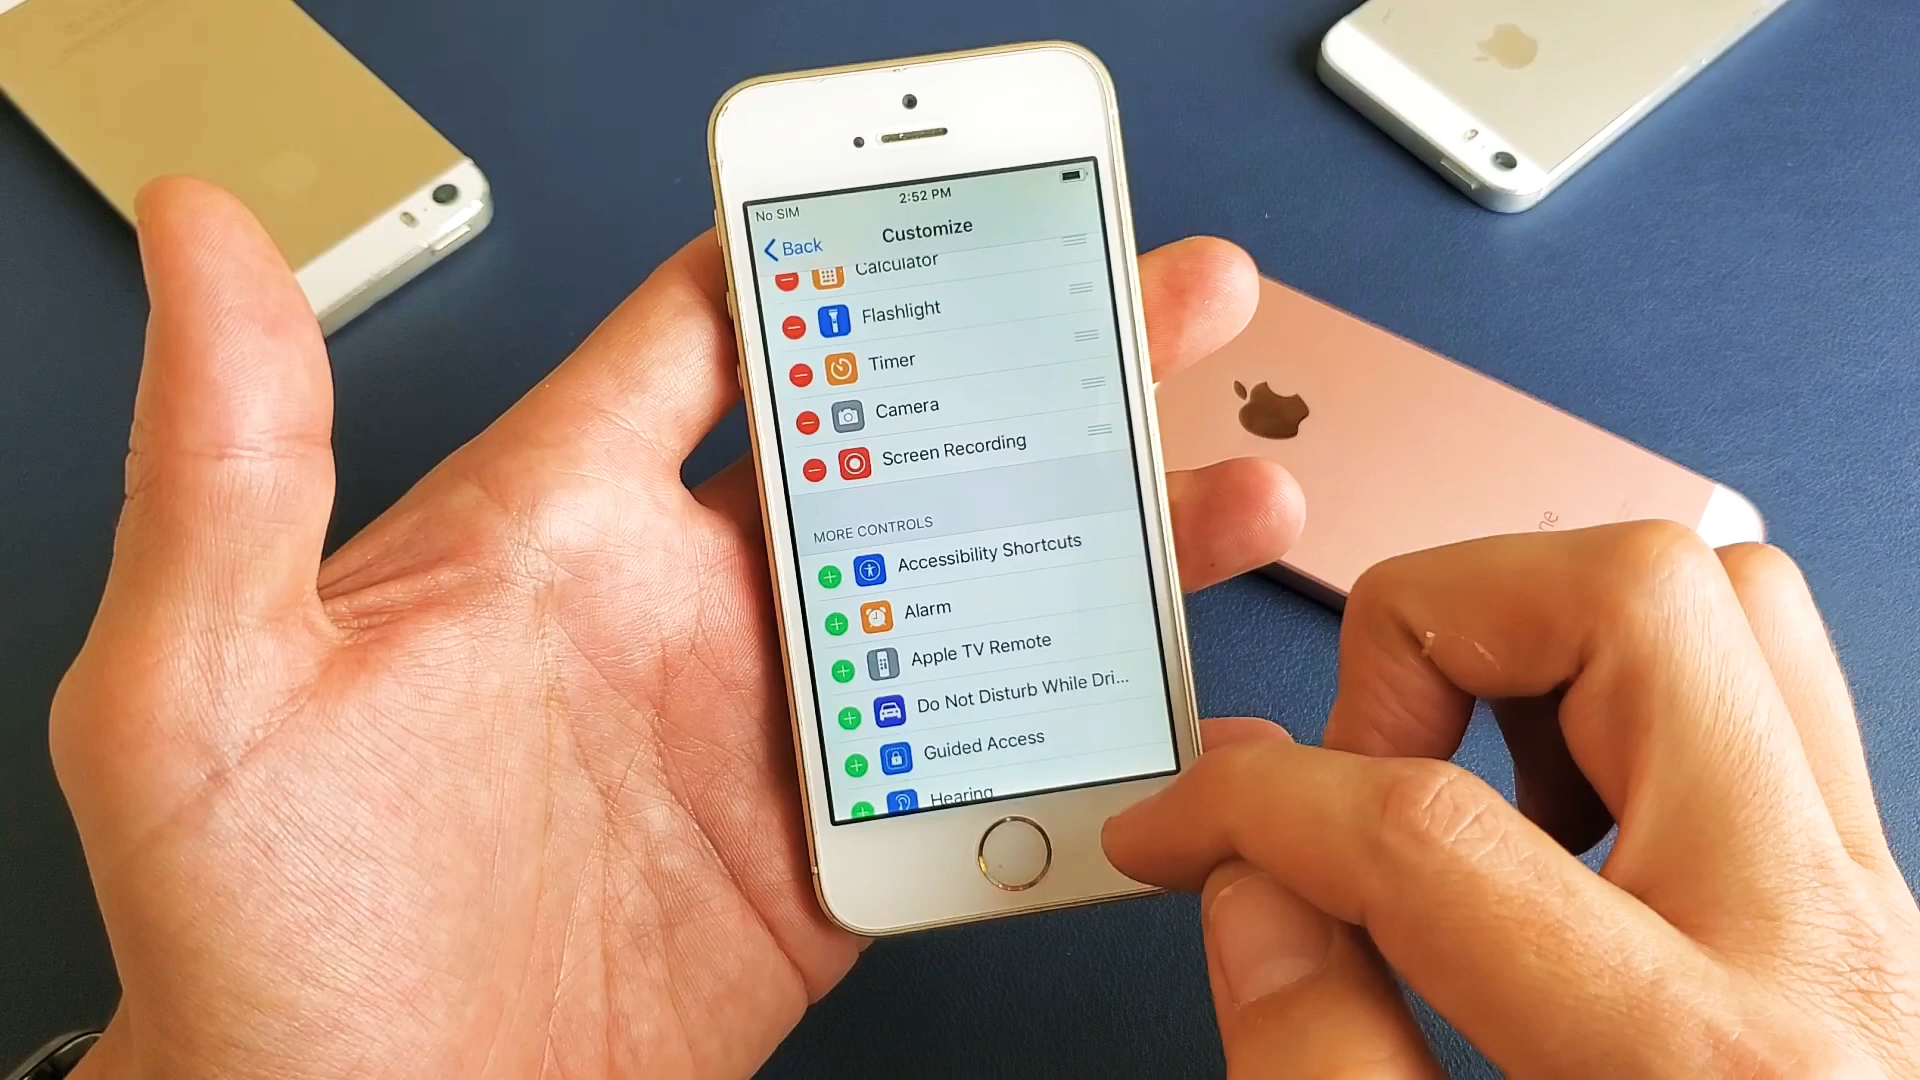 No SIM
2:52 PM
Back
Customize
Calculator
Flashlight
Timer
Camera
Screen Recording
MORE CONTROLS
Accessibility Shortcuts
Alarm
Apple TV Remote
Do Not Disturb While Dri...
Guided Access
Hearing
ne